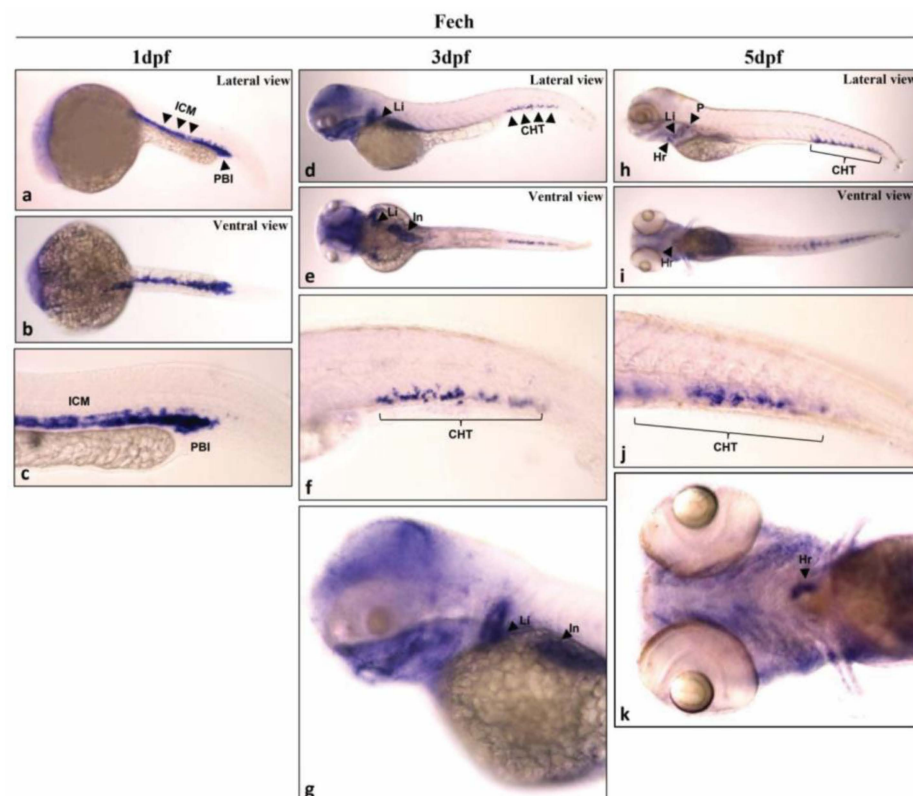 Fech
1dpf
Lateral view
ICM
PBI
a
Ventral view
b
ICM
PBI
c
3dpf
Lateral view
Li
CHT
d
Ventral view
Li
In
e
CHT
f
Li
In
g
5dpf
Lateral view
Li
P
Hr
CHT
h
Ventral view
Hr
i
CHT
j
Hr
k